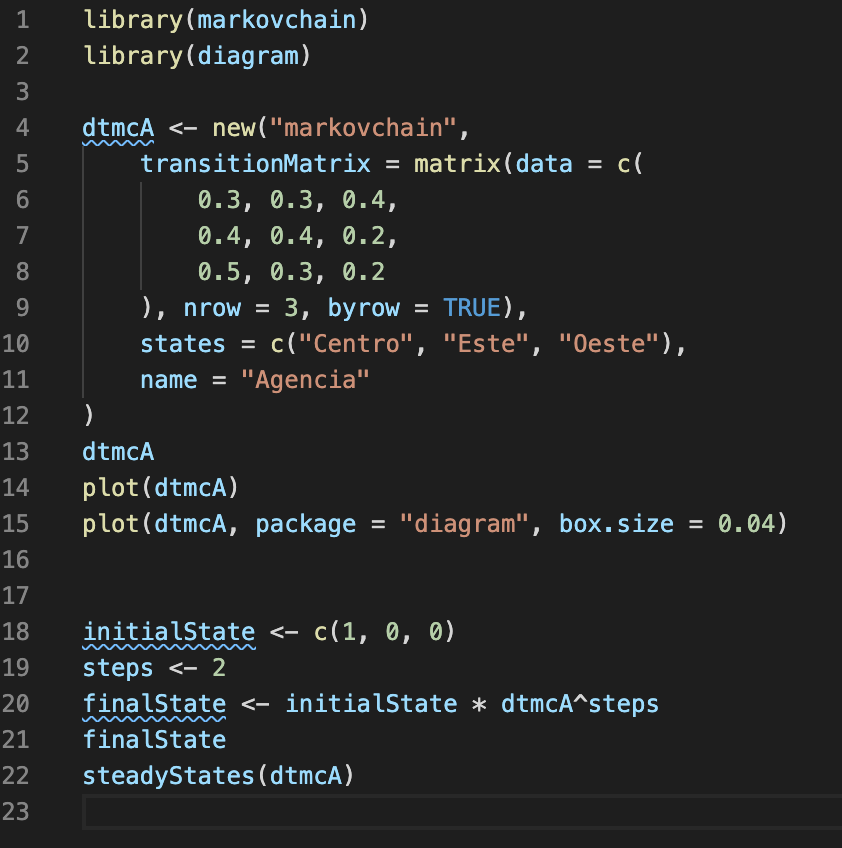 1 library(markovchain)
2 library(diagram)
3
4 dtmcA <- new("markovchain",
5     transitionMatrix = matrix(data = c(
6         0.3, 0.3, 0.4,
7         0.4, 0.4, 0.2,
8         0.5, 0.3, 0.2
9     ), nrow = 3, byrow = TRUE),
10     states = c("Centro", "Este", "Oeste"),
11     name = "Agencia"
12 )
13 dtmcA
14 plot(dtmcA)
15 plot(dtmcA, package = "diagram", box.size = 0.04)
16
17
18 initialState <- c(1, 0, 0)
19 steps <- 2
20 finalState <- initialState * dtmcA^steps
21 finalState
22 steadyStates(dtmcA)
23